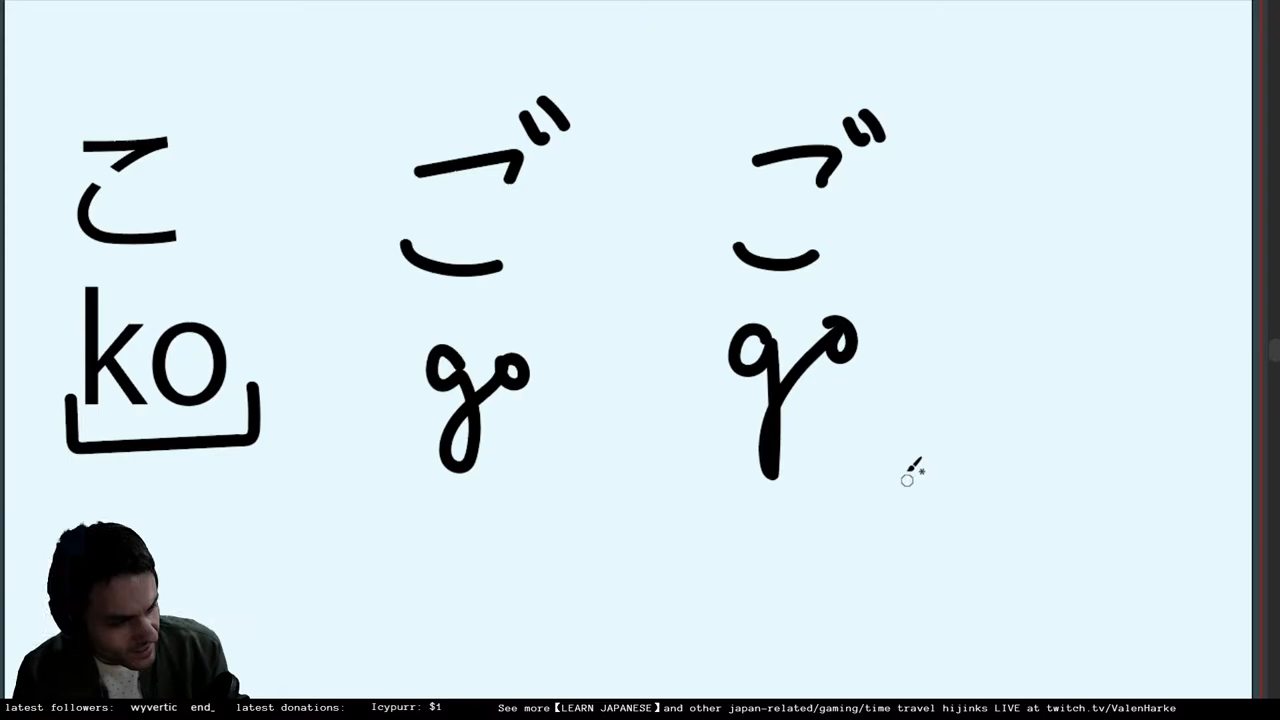 こ ご ご
ko go go
latest followers: wyvertic end_ latest donations: Icypurr: $1 See more【LEARN JAPANESE】and other japan-related/gaming/time travel hijinks LIVE at twitch.tv/ValenHarke